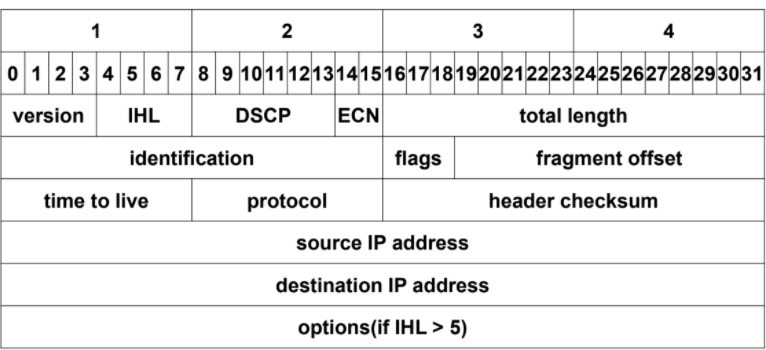 1 2 3 4
0 1 2 3 4 5 6 7 8 9 10 11 12 13 14 15 16 17 18 19 20 21 22 23 24 25 26 27 28 29 30 31
version IHL DSCP ECN total length
identification flags fragment offset
time to live protocol header checksum
source IP address
destination IP address
options(if IHL > 5)